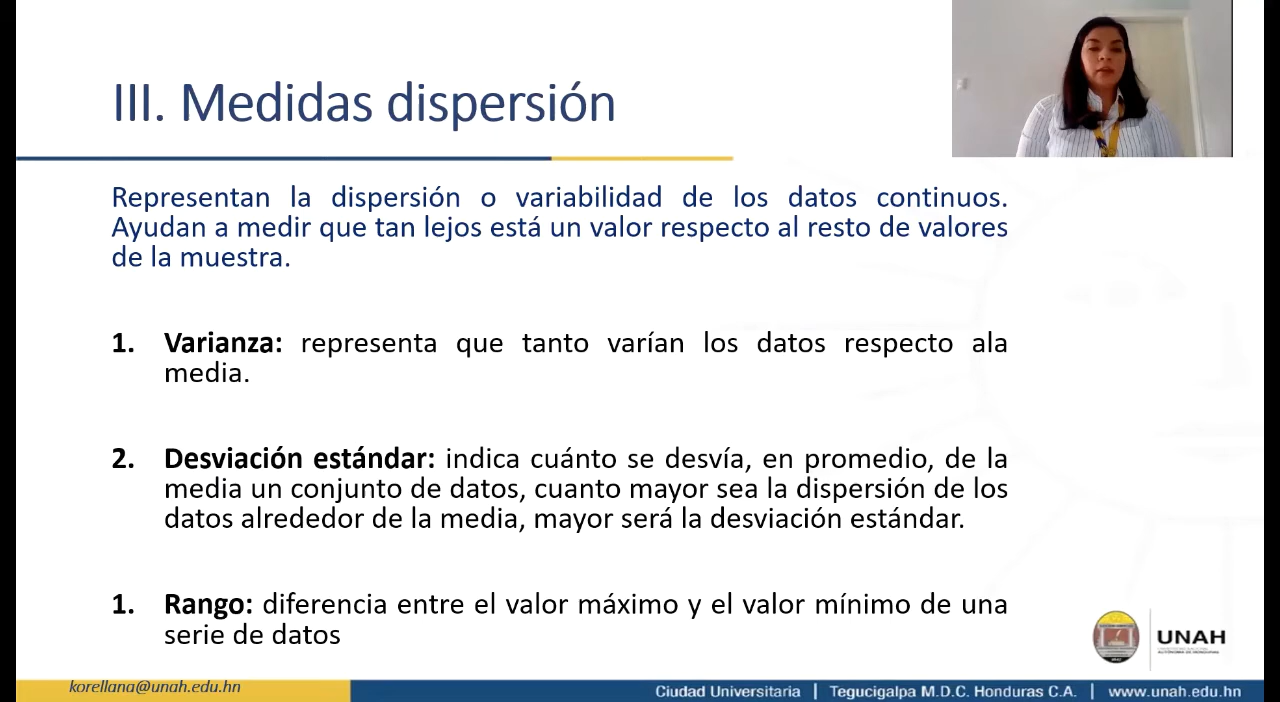 III. Medidas dispersión
Representan la dispersión o variabilidad de los datos continuos.
Ayudan a medir que tan lejos está un valor respecto al resto de valores
de la muestra.
1. Varianza: representa que tanto varían los datos respecto ala
media.
2. Desviación estándar: indica cuánto se desvía, en promedio, de la
media un conjunto de datos, cuanto mayor sea la dispersión de los
datos alrededor de la media, mayor será la desviación estándar.
1. Rango: diferencia entre el valor máximo y el valor mínimo de una
serie de datos
UNAH
korellana@unah.edu.hn
Ciudad Universitaria | Tegucigalpa M.D.C. Honduras C.A. | www.unah.edu.hn